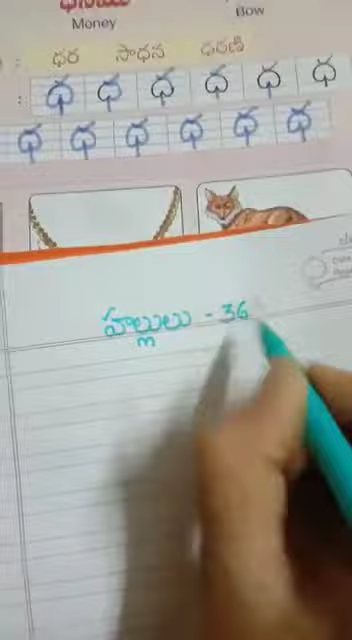 ధనము
Money
Bow
ధర సాధన ధరణి
ధ ధ ధ ధ ధ ధ
ధ ధ ధ ధ ధ ధ
హల్లులు - 36